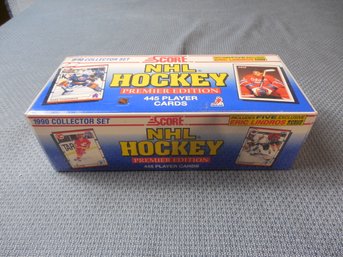 1990 COLLECTOR SET
SCORE
NHL
HOCKEY
PREMIER EDITION
445 PLAYER
CARDS
1990 COLLECTOR SET
SCORE
NHL
HOCKEY
PREMIER EDITION
445 PLAYER CARDS
INCLUDES FIVE EXCLUSIVE
ERIC LINDROS